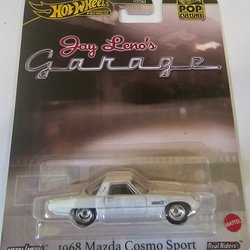 Hot Wheels
POP
CULTURE
Jay Leno's
Garage
MATTEL
1968 Mazda Cosmo Sport
Real Riders